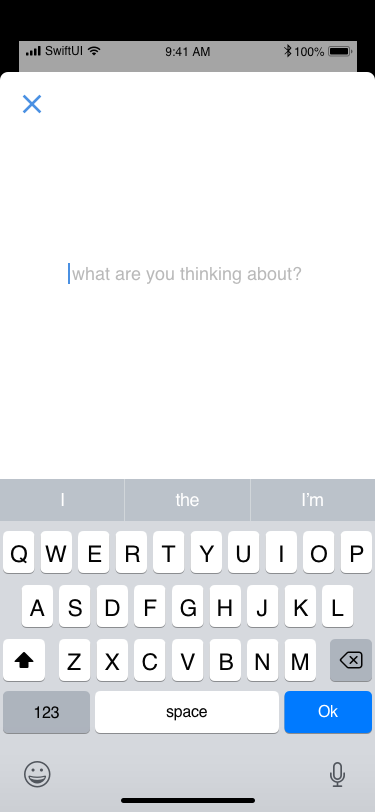 SwiftUI 9:41 AM 100%
what are you thinking about?
I the I'm
Q W E R T Y U I O P
A S D F G H J K L
Z X C V B N M
123 space Ok